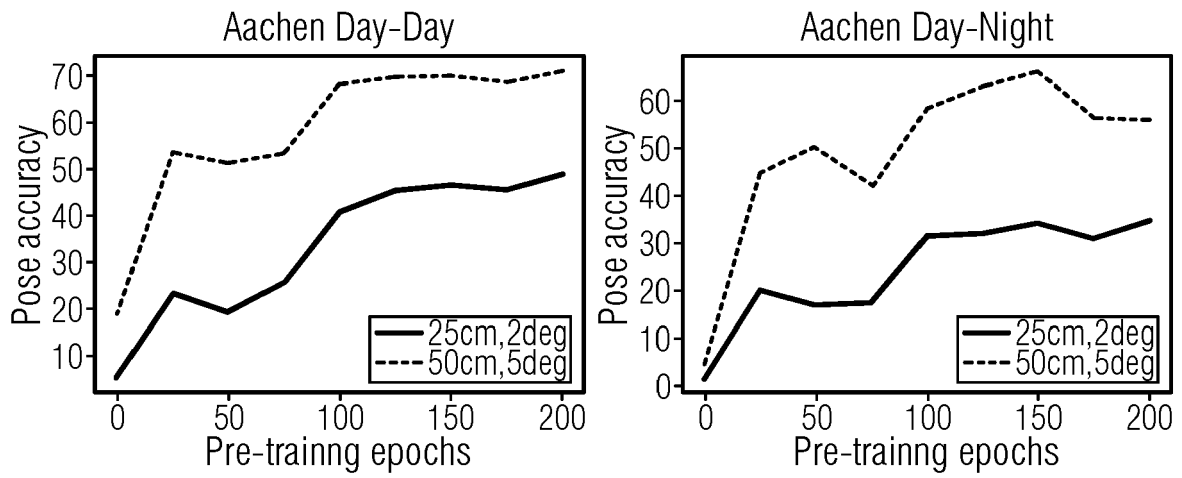 Aachen Day-Day
Pose accuracy
70
60
50
40
30
20
10
25cm,2deg
50cm,5deg
0 50 100 150 200
Pre-trainng epochs
Aachen Day-Night
Pose accuracy
60
50
40
30
20
10
0
25cm,2deg
50cm,5deg
0 50 100 150 200
Pre-trainng epochs